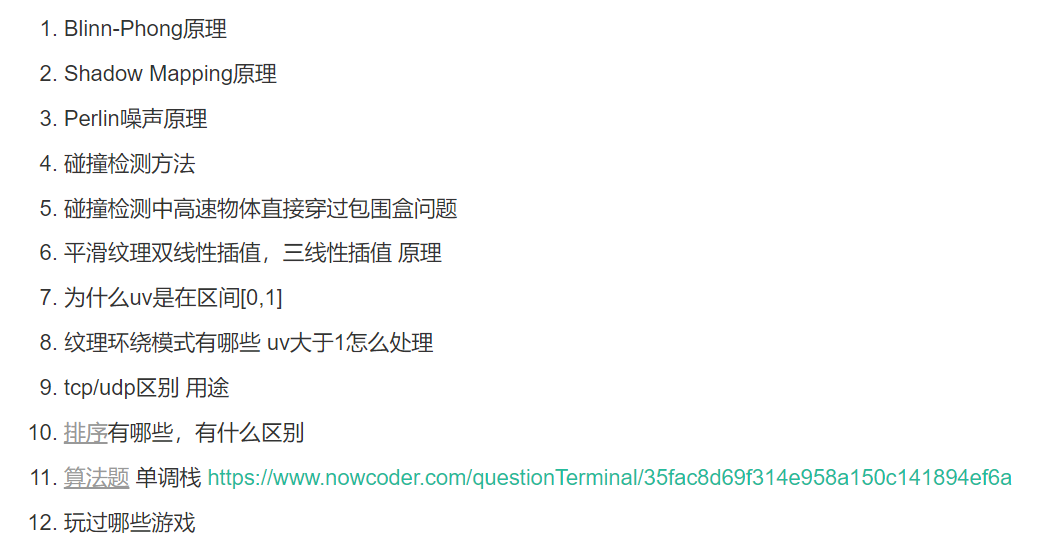 1. Blinn-Phong原理
2. Shadow Mapping原理
3. Perlin噪声原理
4. 碰撞检测方法
5. 碰撞检测中高速物体直接穿过包围盒问题
6. 平滑纹理双线性插值，三线性插值 原理
7. 为什么uv是在区间[0,1]
8. 纹理环绕模式有哪些 uv大于1怎么处理
9. tcp/udp区别 用途
10. 排序有哪些，有什么区别
11. 算法题 单调栈 https://www.nowcoder.com/questionTerminal/35fac8d69f314e958a150c141894ef6a
12. 玩过哪些游戏